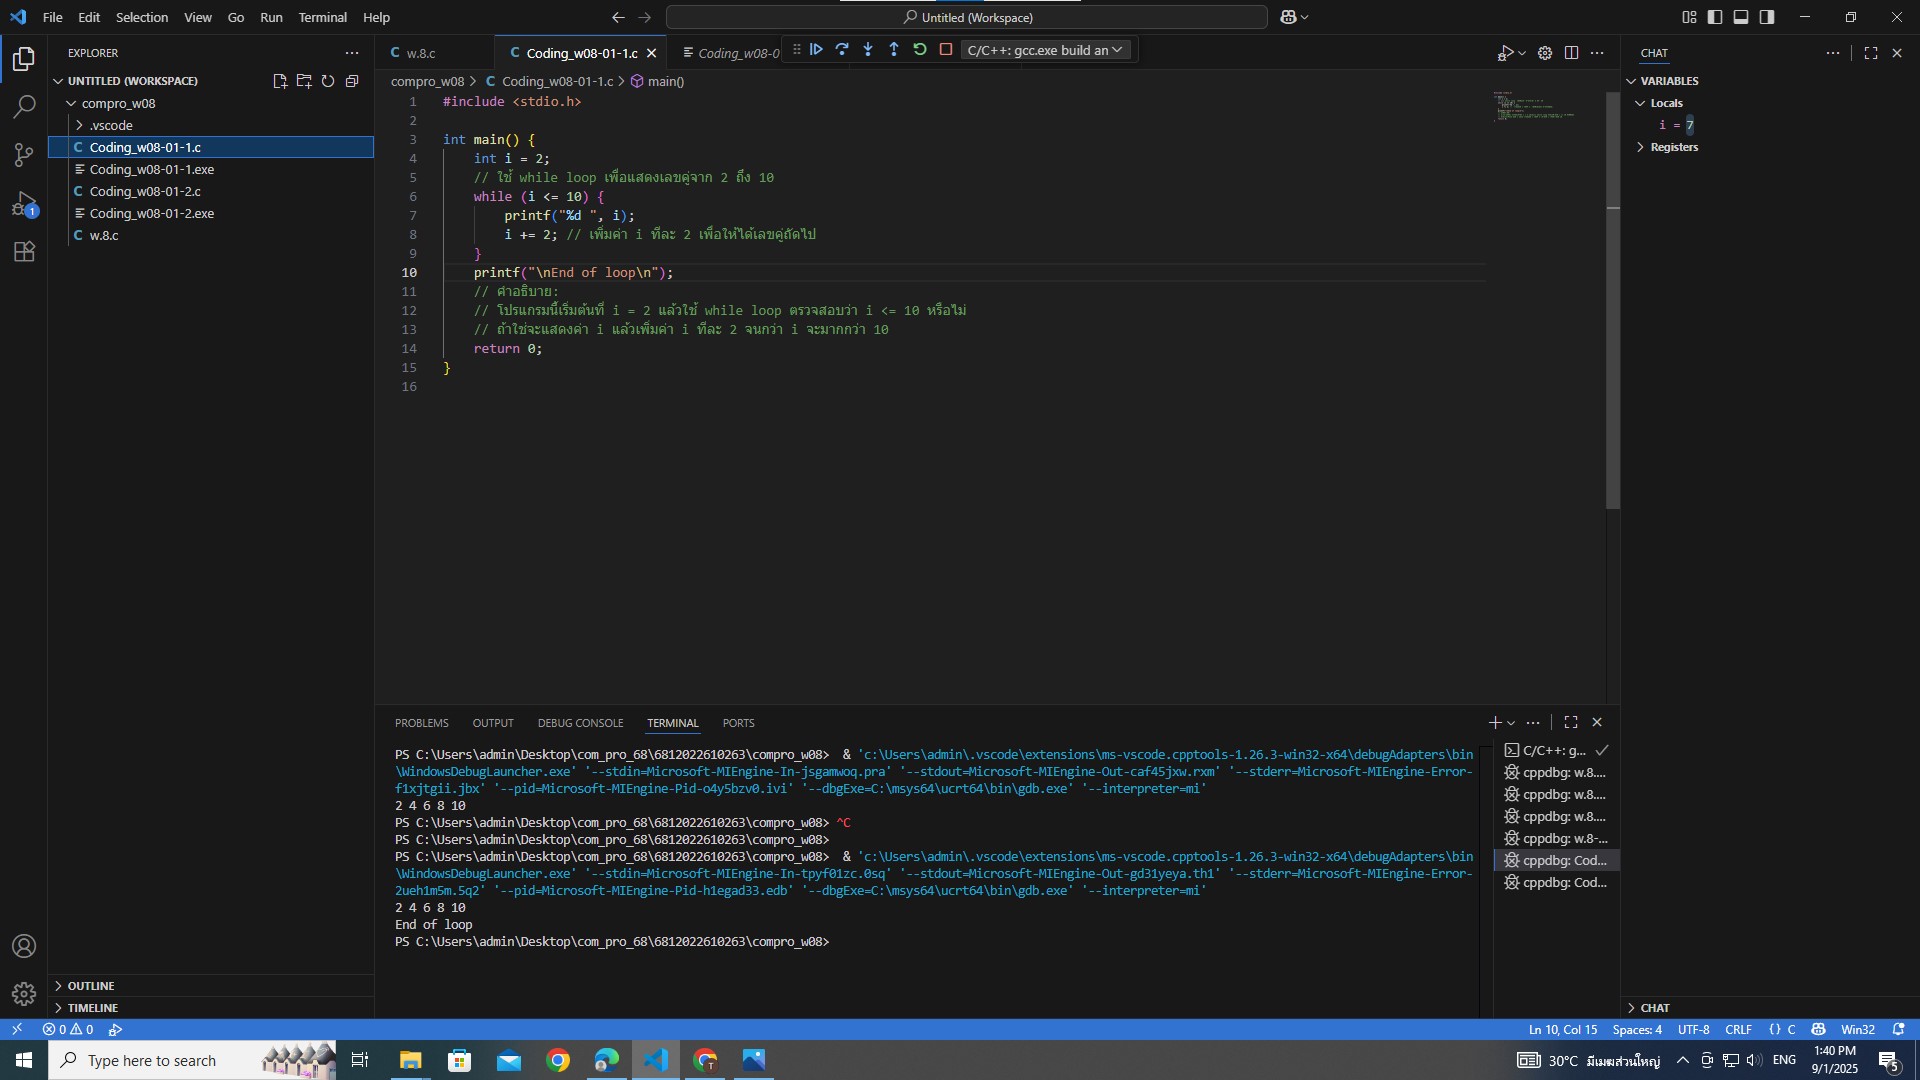 File Edit Selection View Go Run Terminal Help
Untitled (Workspace)
EXPLORER
UNTITLED (WORKSPACE)
compro_w08
.vscode
Coding_w08-01-1.c
Coding_w08-01-1.exe
Coding_w08-01-2.c
Coding_w08-01-2.exe
w.8.c
OUTLINE
TIMELINE
w.8.c
Coding_w08-01-1.c
Coding_w08-0
C/C++: gcc.exe build an
compro_w08 > Coding_w08-01-1.c > main()
1 #include <stdio.h>
2
3 int main() {
4 int i = 2;
5 // ใช้ while loop เพื่อแสดงเลขคู่จาก 2 ถึง 10
6 while (i <= 10) {
7 printf("%d ", i);
8 i += 2; // เพิ่มค่า i ทีละ 2 เพื่อให้ได้เลขคู่ถัดไป
9 }
10 printf("\nEnd of loop\n");
11 // คำอธิบาย:
12 // โปรแกรมนี้เริ่มต้นที่ i = 2 แล้วใช้ while loop ตรวจสอบว่า i <= 10 หรือไม่
13 // ถ้าใช่จะแสดงค่า i แล้วเพิ่มค่า i ทีละ 2 จนกว่า i จะมากกว่า 10
14 return 0;
15 }
16
PROBLEMS OUTPUT DEBUG CONSOLE TERMINAL PORTS
PS C:\Users\admin\Desktop\com_pro_68\6812022610263\compro_w08> & 'c:\Users\admin\.vscode\extensions\ms-vscode.cpptools-1.26.3-win32-x64\debugAdapters\bin
\WindowsDebugLauncher.exe' '--stdin=Microsoft-MIEngine-In-jsgamwoq.pra' '--stdout=Microsoft-MIEngine-Out-caf45jxw.rxm' '--stderr=Microsoft-MIEngine-Error-
f1xjtgii.jbx' '--pid=Microsoft-MIEngine-Pid-o4y5bzv0.ivi' '--dbgExe=C:\msys64\ucrt64\bin\gdb.exe' '--interpreter=mi'
2 4 6 8 10
PS C:\Users\admin\Desktop\com_pro_68\6812022610263\compro_w08> ^C
PS C:\Users\admin\Desktop\com_pro_68\6812022610263\compro_w08>
PS C:\Users\admin\Desktop\com_pro_68\6812022610263\compro_w08> & 'c:\Users\admin\.vscode\extensions\ms-vscode.cpptools-1.26.3-win32-x64\debugAdapters\bin
\WindowsDebugLauncher.exe' '--stdin=Microsoft-MIEngine-In-tpyf01zc.0sq' '--stdout=Microsoft-MIEngine-Out-gd31yeya.th1' '--stderr=Microsoft-MIEngine-Error-
2ueh1m5m.5q2' '--pid=Microsoft-MIEngine-Pid-h1egad33.edb' '--dbgExe=C:\msys64\ucrt64\bin\gdb.exe' '--interpreter=mi'
2 4 6 8 10
End of loop
PS C:\Users\admin\Desktop\com_pro_68\6812022610263\compro_w08>
C/C++: g...
cppdbg: w.8....
cppdbg: w.8....
cppdbg: w.8....
cppdbg: w.8-...
cppdbg: Cod...
cppdbg: Cod...
CHAT
VARIABLES
Locals
i = 7
Registers
CHAT
0 0
Ln 10, Col 15 Spaces: 4 UTF-8 CRLF {} C Win32
Type here to search
30°C มีเมฆส่วนใหญ่ ENG
1:40 PM
9/1/2025
5